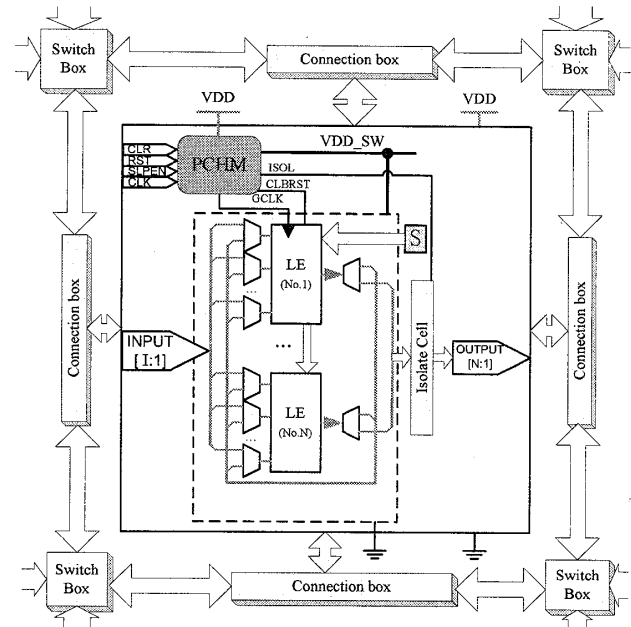 Switch
Box
Connection box
Switch
Box
VDD
VDD
VDD_SW
CLR
RST
SLPEN
CLK
PCHM
ISOL
CLBRST
GCLK
S
LE
(No.1)
...
...
Connection box
INPUT
[ I:1]
Isolate Cell
OUTPUT
[N:1]
Connection box
...
LE
(No.N)
...
Switch
Box
Connection box
Switch
Box